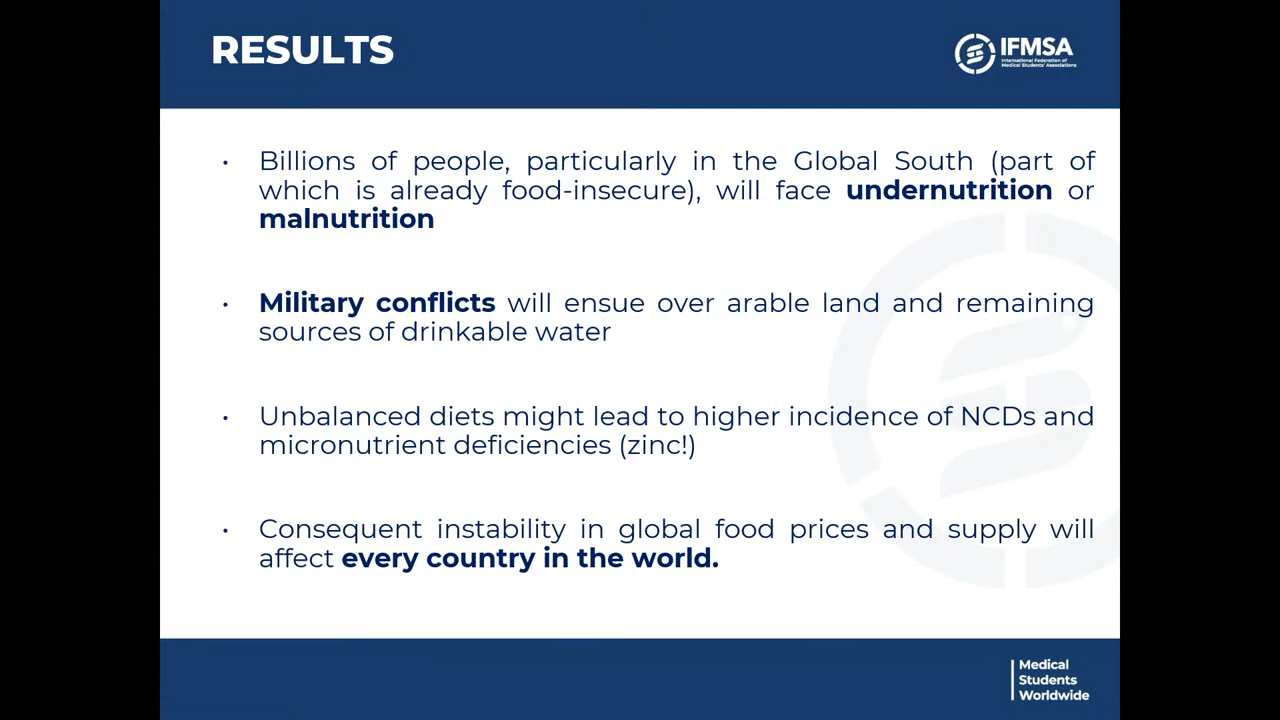 RESULTS
IFMSA
International Federation of
Medical Students' Associations
• Billions of people, particularly in the Global South (part of
which is already food-insecure), will face undernutrition or
malnutrition
• Military conflicts will ensue over arable land and remaining
sources of drinkable water
• Unbalanced diets might lead to higher incidence of NCDs and
micronutrient deficiencies (zinc!)
• Consequent instability in global food prices and supply will
affect every country in the world.
Medical
Students
Worldwide